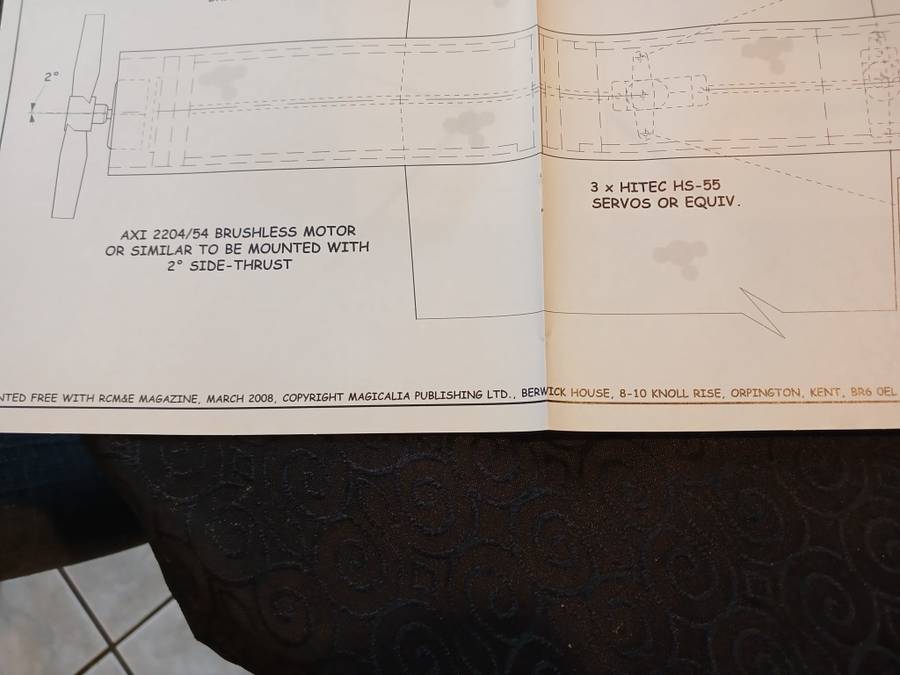 2°
3 x HITEC HS-55
SERVOS OR EQUIV.
AXI 2204/54 BRUSHLESS MOTOR
OR SIMILAR TO BE MOUNTED WITH
2° SIDE-THRUST
NTED FREE WITH RCM&E MAGAZINE, MARCH 2008, COPYRIGHT MAGICALIA PUBLISHING LTD., BERWICK HOUSE, 8-10 KNOLL RISE, ORPINGTON, KENT, BR6 0EL